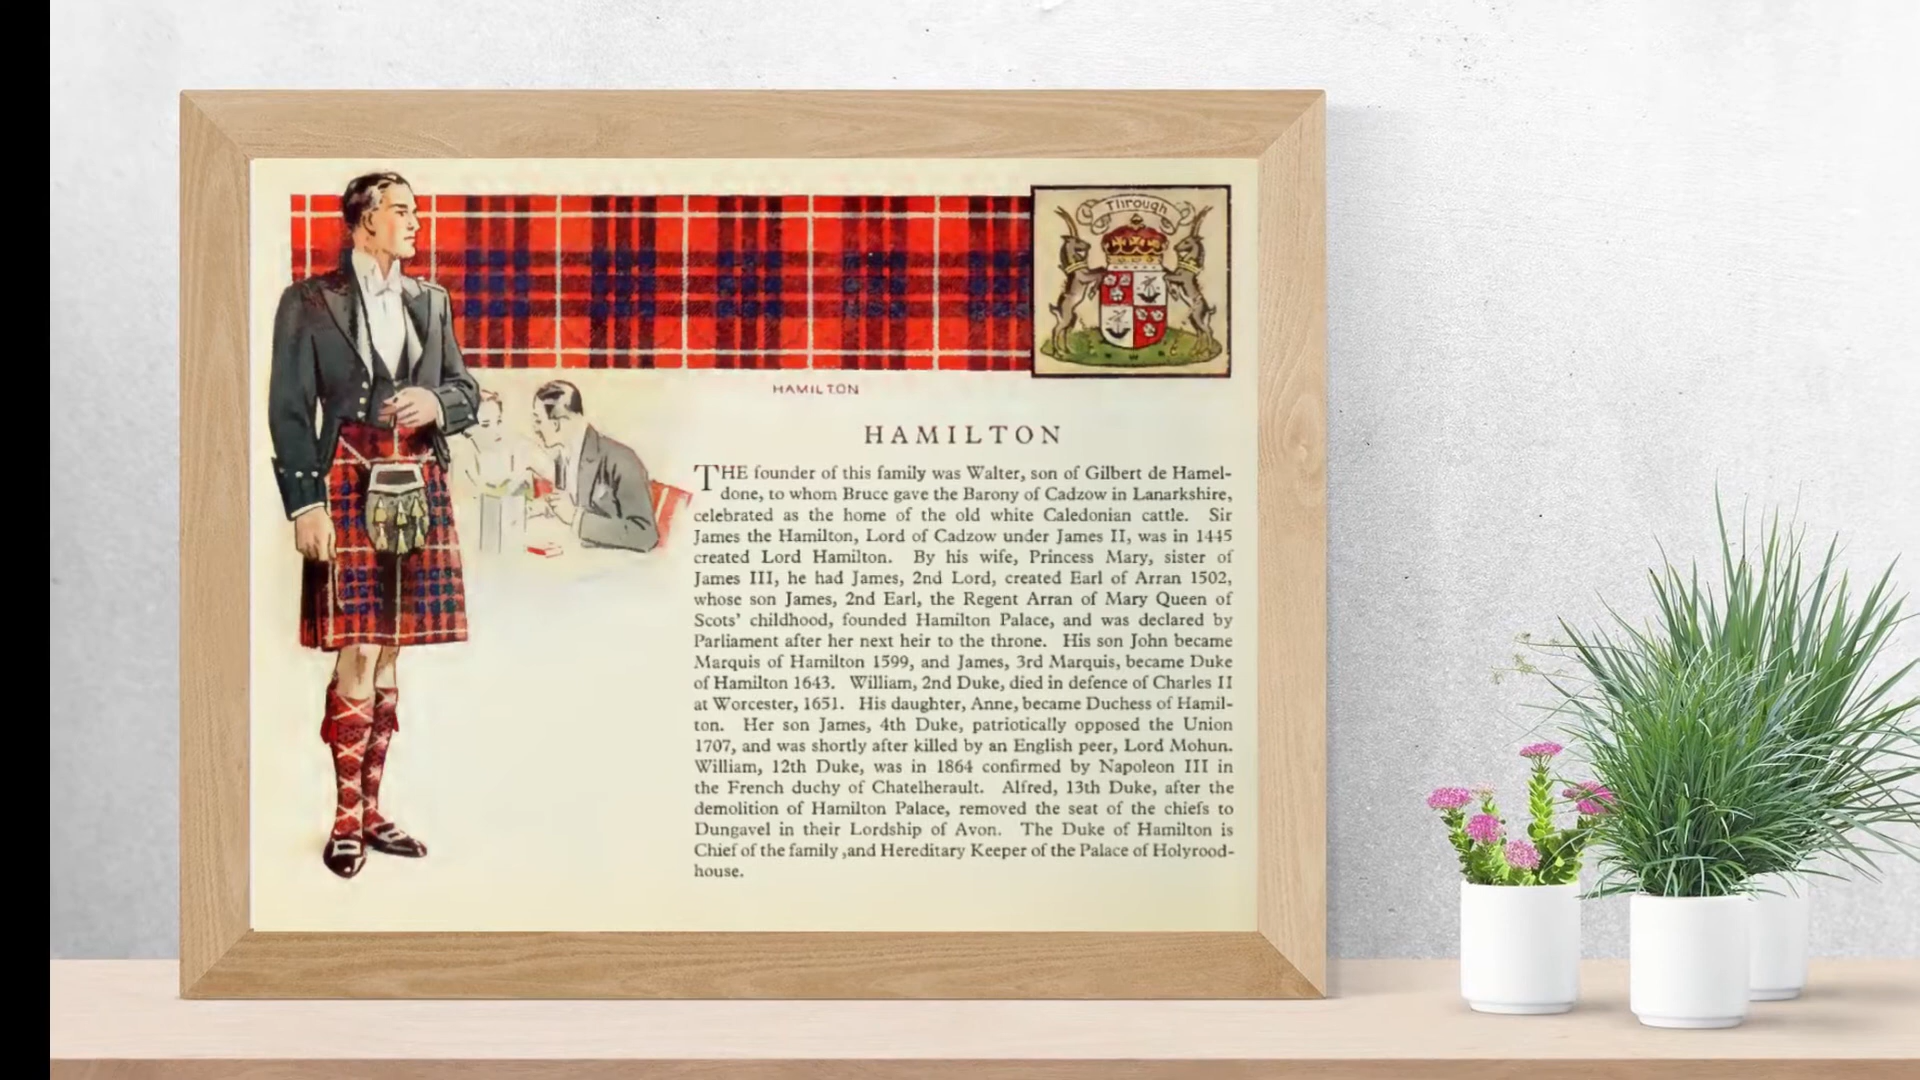 Through
HAMILTON
HAMILTON
THE founder of this family was Walter, son of Gilbert de Hamel-
done, to whom Bruce gave the Barony of Cadzow in Lanarkshire,
celebrated as the home of the old white Caledonian cattle. Sir
James the Hamilton, Lord of Cadzow under James II, was in 1445
created Lord Hamilton. By his wife, Princess Mary, sister of
James III, he had James, 2nd Lord, created Earl of Arran 1502,
whose son James, 2nd Earl, the Regent Arran of Mary Queen of
Scots' childhood, founded Hamilton Palace, and was declared by
Parliament after her next heir to the throne. His son John became
Marquis of Hamilton 1599, and James, 3rd Marquis, became Duke
of Hamilton 1643. William, 2nd Duke, died in defence of Charles II
at Worcester, 1651. His daughter, Anne, became Duchess of Hamil-
ton. Her son James, 4th Duke, patriotically opposed the Union
1707, and was shortly after killed by an English peer, Lord Mohun.
William, 12th Duke, was in 1864 confirmed by Napoleon III in
the French duchy of Chatelherault. Alfred, 13th Duke, after the
demolition of Hamilton Palace, removed the seat of the chiefs to
Dungavel in their Lordship of Avon. The Duke of Hamilton is
Chief of the family ,and Hereditary Keeper of the Palace of Holyrood-
house.